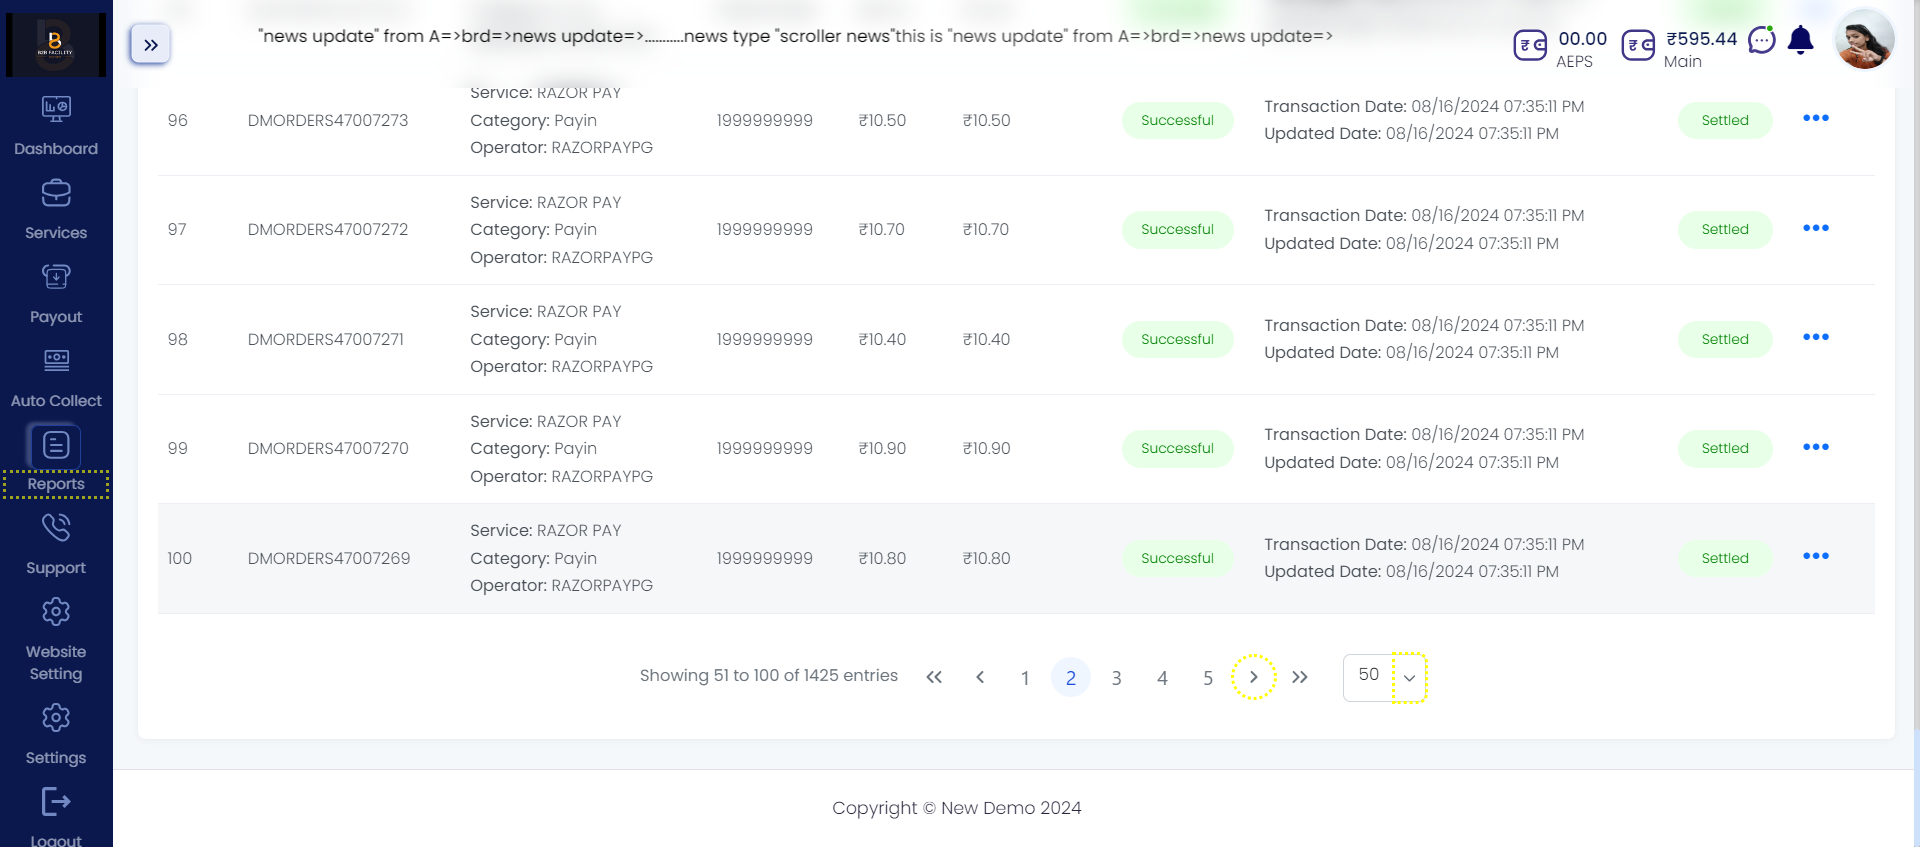 "news update" from A=>brd=>news update=>...........news type "scroller news"this is "news update" from A=>brd=>news update=>
00.00
AEPS
₹595.44
Main
B2B FACILITY
Dashboard
Services
Payout
Auto Collect
Reports
Support
Website
Setting
Settings
Logout
96 DMORDERS47007273 Service: RAZOR PAY
Category: Payin
Operator: RAZORPAYPG
1999999999 ₹10.50 ₹10.50 Successful
Transaction Date: 08/16/2024 07:35:11 PM
Updated Date: 08/16/2024 07:35:11 PM
Settled
97 DMORDERS47007272 Service: RAZOR PAY
Category: Payin
Operator: RAZORPAYPG
1999999999 ₹10.70 ₹10.70 Successful
Transaction Date: 08/16/2024 07:35:11 PM
Updated Date: 08/16/2024 07:35:11 PM
Settled
98 DMORDERS47007271 Service: RAZOR PAY
Category: Payin
Operator: RAZORPAYPG
1999999999 ₹10.40 ₹10.40 Successful
Transaction Date: 08/16/2024 07:35:11 PM
Updated Date: 08/16/2024 07:35:11 PM
Settled
99 DMORDERS47007270 Service: RAZOR PAY
Category: Payin
Operator: RAZORPAYPG
1999999999 ₹10.90 ₹10.90 Successful
Transaction Date: 08/16/2024 07:35:11 PM
Updated Date: 08/16/2024 07:35:11 PM
Settled
100 DMORDERS47007269 Service: RAZOR PAY
Category: Payin
Operator: RAZORPAYPG
1999999999 ₹10.80 ₹10.80 Successful
Transaction Date: 08/16/2024 07:35:11 PM
Updated Date: 08/16/2024 07:35:11 PM
Settled
Showing 51 to 100 of 1425 entries 1 2 3 4 5 50
Copyright © New Demo 2024